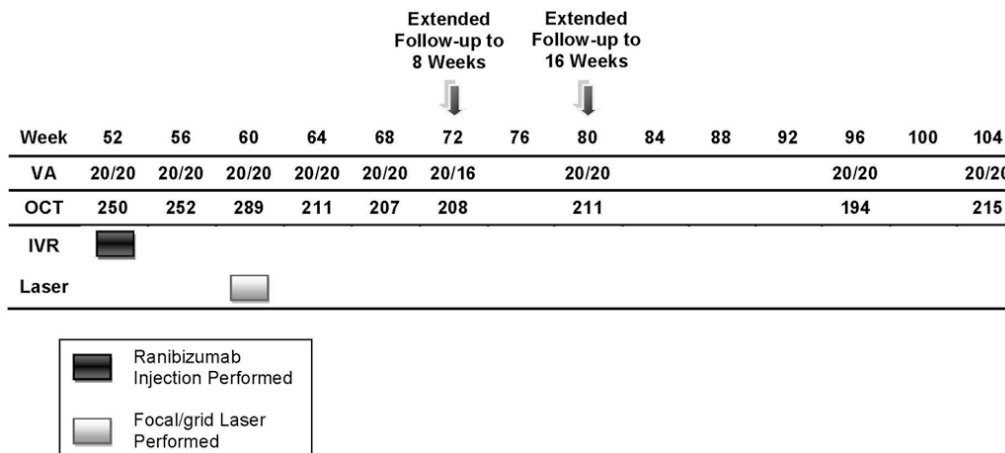 Extended Follow-up to 8 Weeks
Extended Follow-up to 16 Weeks
Week 52 56 60 64 68 72 76 80 84 88 92 96 100 104
VA 20/20 20/20 20/20 20/20 20/20 20/16 20/20 20/20 20/20
OCT 250 252 289 211 207 208 211 194 215
IVR
Laser
Ranibizumab
Injection Performed
Focal/grid Laser
Performed